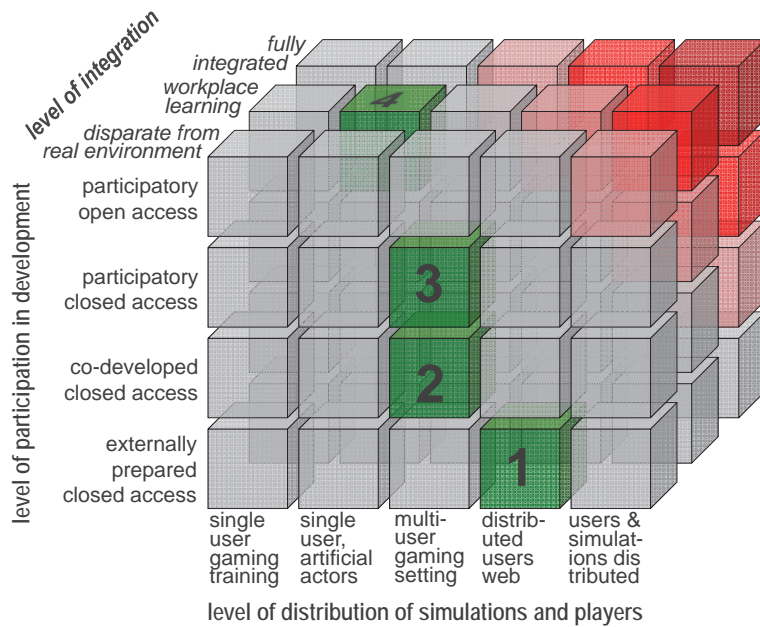 fully
integrated
workplace
learning
disparate from
real environment
level of integration
4
participatory
open access
participatory
closed access
3
co-developed
closed access
2
externally
prepared
closed access
1
level of participation in development
single
user
gaming
training
single
user,
artificial
actors
multi-
user
gaming
setting
distrib-
uted
users
web
users &
simulat-
ions dis
tributed
level of distribution of simulations and players